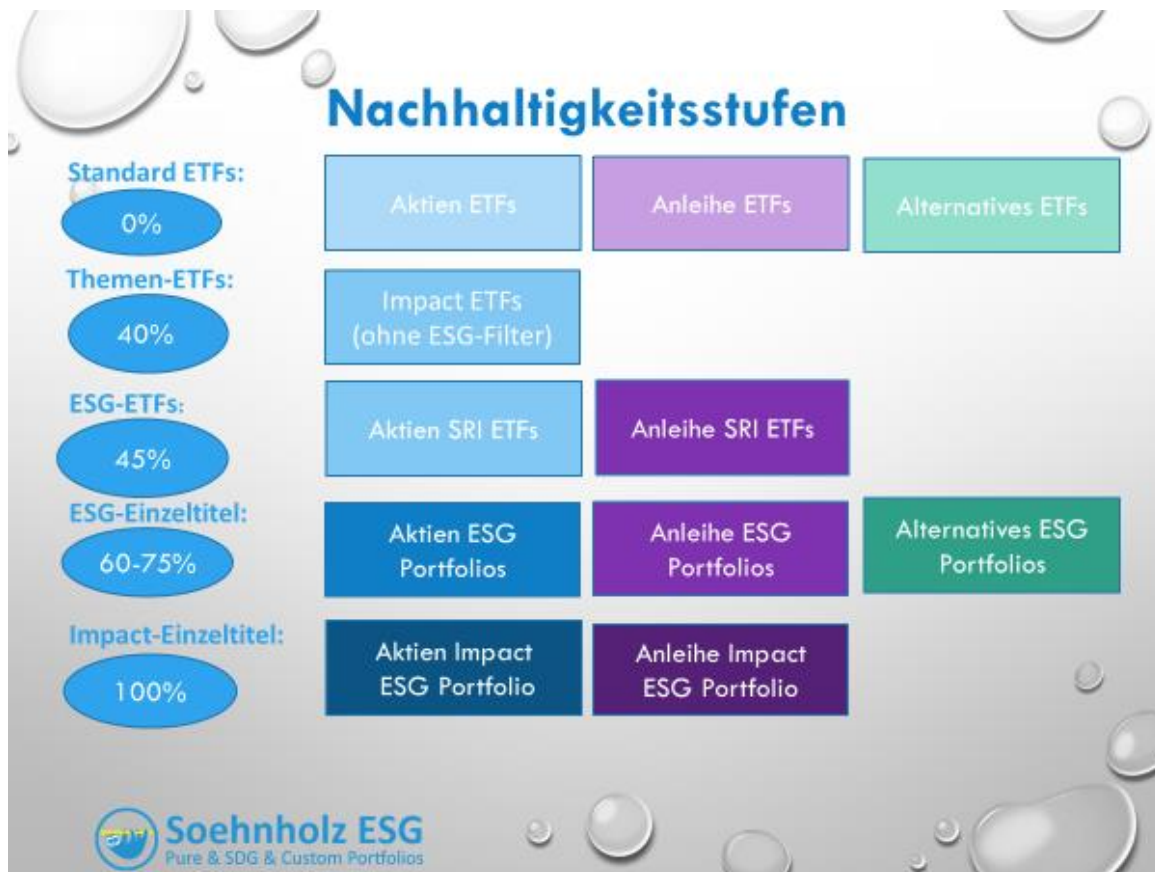 Nachhaltigkeitsstufen
Standard ETFs:
0%
Aktien ETFs
Anleihe ETFs
Alternatives ETFs
Themen-ETFs:
40%
Impact ETFs
(ohne ESG-Filter)
ESG-ETFs:
45%
Aktien SRI ETFs
Anleihe SRI ETFs
ESG-Einzeltitel:
60-75%
Aktien ESG
Portfolios
Anleihe ESG
Portfolios
Alternatives ESG
Portfolios
Impact-Einzeltitel:
100%
Aktien Impact
ESG Portfolio
Anleihe Impact
ESG Portfolio
Soehnholz ESG
Pure & SDG & Custom Portfolios